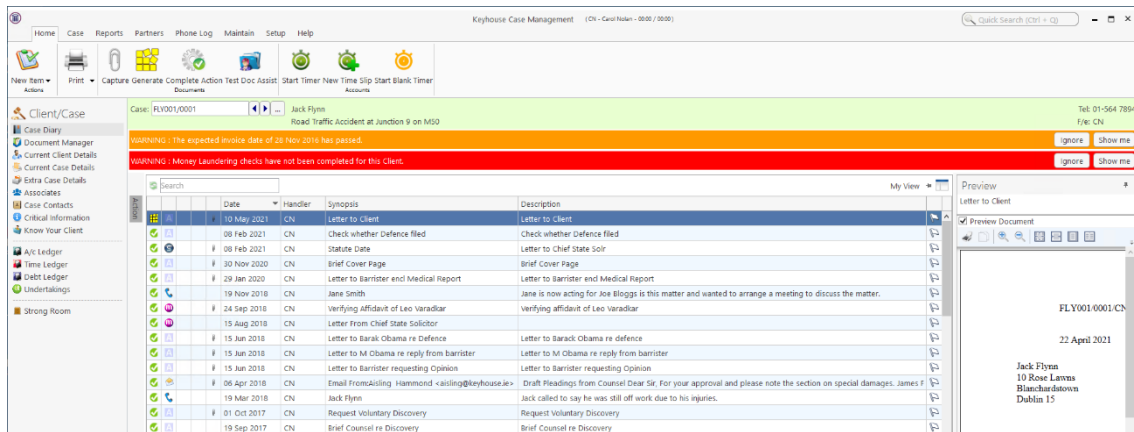 Keyhouse Case Management (CN - Carol Nolan - 00:00 / 00:00)
Quick Search (Ctrl + Q)
Home Case Reports Partners Phone Log Maintain Setup Help
New Item Print Capture Generate Complete Action Test Doc Assist Start Timer New Time Slip Start Blank Timer
Actions Documents Accounts
Client/Case
Case Diary
Document Manager
Current Client Details
Current Case Details
Extra Case Details
Associates
Case Contacts
Critical Information
Know Your Client
A/c Ledger
Time Ledger
Debt Ledger
Undertakings
Strong Room
Case: FLY001/0001 ... Jack Flynn Tel: 01-564 7894
Road Traffic Accident at Junction 9 on M50 F/e: CN
WARNING : The expected invoice date of 28 Nov 2016 has passed. Ignore Show me
WARNING : Money Laundering checks have not been completed for this Client. Ignore Show me
Search My View
Action
Date Handler Synopsis Description
10 May 2021 CN Letter to Client Letter to Client
08 Feb 2021 CN Check whether Defence filed Check whether Defence filed
08 Feb 2021 CN Statute Date Letter to Chief State Solr
30 Nov 2020 CN Brief Cover Page Brief Cover Page
29 Jan 2020 CN Letter to Barrister encl Medical Report Letter to Barrister encl Medical Report
19 Nov 2018 CN Jane Smith Jane is now acting for Joe Bloggs is this matter and wanted to arrange a meeting to discuss the matter.
24 Sep 2018 CN Verifying Affidavit of Leo Varadkar Verifying affidavit of Leo Varadkar
15 Aug 2018 CN Letter From Chief State Solicitor
15 Jun 2018 CN Letter to Barak Obama re Defence Letter to Barack Obama re Defence
15 Jun 2018 CN Letter to M Obama re reply from barrister Letter to M Obama re reply from barrister
15 Jun 2018 CN Letter to Barrister requesting Opinion Letter to Barrister requesting Opinion
06 Apr 2018 CN Email From:Aisling Hammond <aisling@keyhouse.ie> Draft Pleadings from Counsel Dear Sir, For your approval and please note the section on special damages. James F
19 Mar 2018 CN Jack Flynn Jack called to say he was still off work due to his injuries.
01 Oct 2017 CN Request Voluntary Discovery Request Voluntary Discovery
19 Sep 2017 CN Brief Counsel re Discovery Brief Counsel re Discovery
Preview
Letter to Client
Preview Document
FLY001/0001/CN
22 April 2021
Jack Flynn
10 Rose Lawns
Blanchardstown
Dublin 15